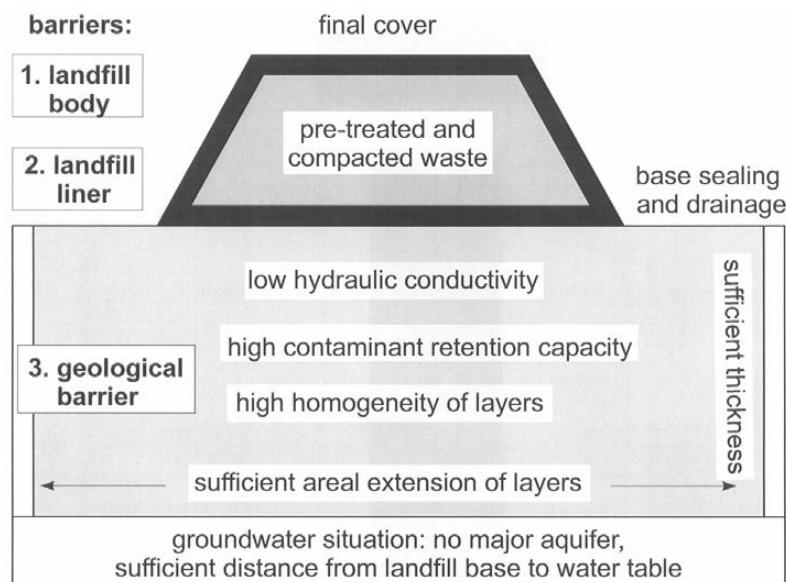 barriers:
final cover
1. landfill
body
pre-treated and
compacted waste
2. landfill
liner
base sealing
and drainage
low hydraulic conductivity
sufficient thickness
high contaminant retention capacity
3. geological
barrier
high homogeneity of layers
sufficient areal extension of layers
groundwater situation: no major aquifer,
sufficient distance from landfill base to water table